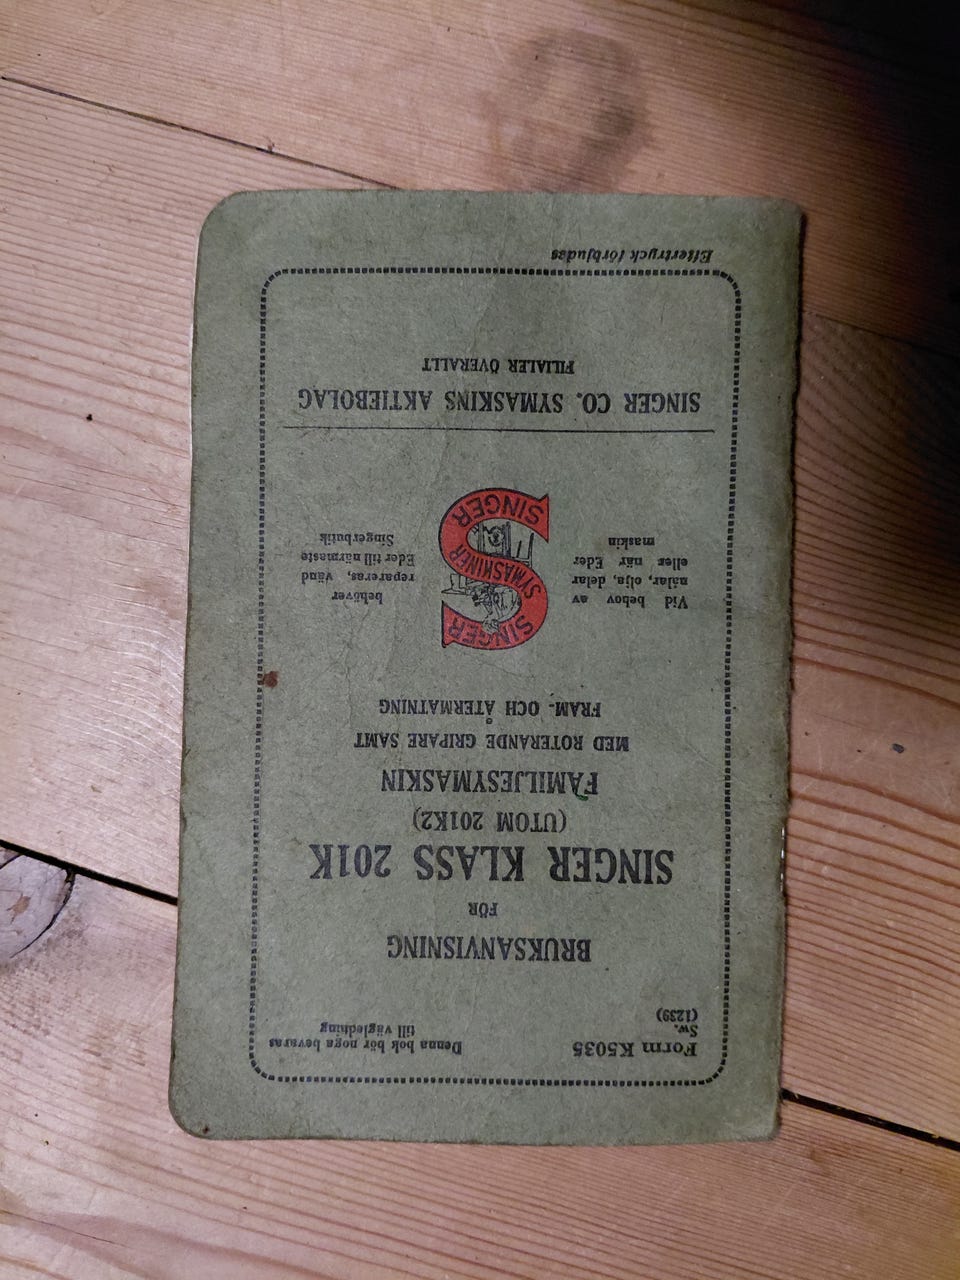 Form K5035
Sw.
(1239)
Denna bok bör noga bevaras
till vägledning
BRUKSANVISNING
FÖR
SINGER KLASS 201K
(UTOM 201K2)
FAMILJESYMASKIN
MED ROTERANDE GRIPARE SAMT
FRAM- OCH ÅTERMATNING
Vid behov av
nålar, olja, delar
eller när Eder
maskin
SINGER
SYMASKINER
SINGER
behöver
repareras, vänd
Eder till närmaste
Singerbutik
SINGER CO. SYMASKINS AKTIEBOLAG
FILIALER ÖVERALLT
Eftertryck förbjudes